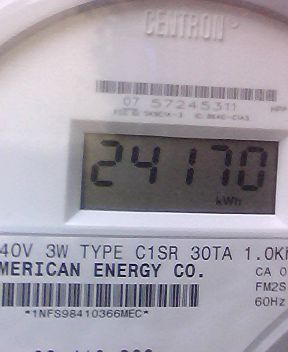 CENTRON
07 57245311
24170
kWh
40V 3W TYPE C1SR 30TA 1.0K
MERICAN ENERGY CO.
CA 0
FM2S
60Hz
*1NFS98410366MEC*